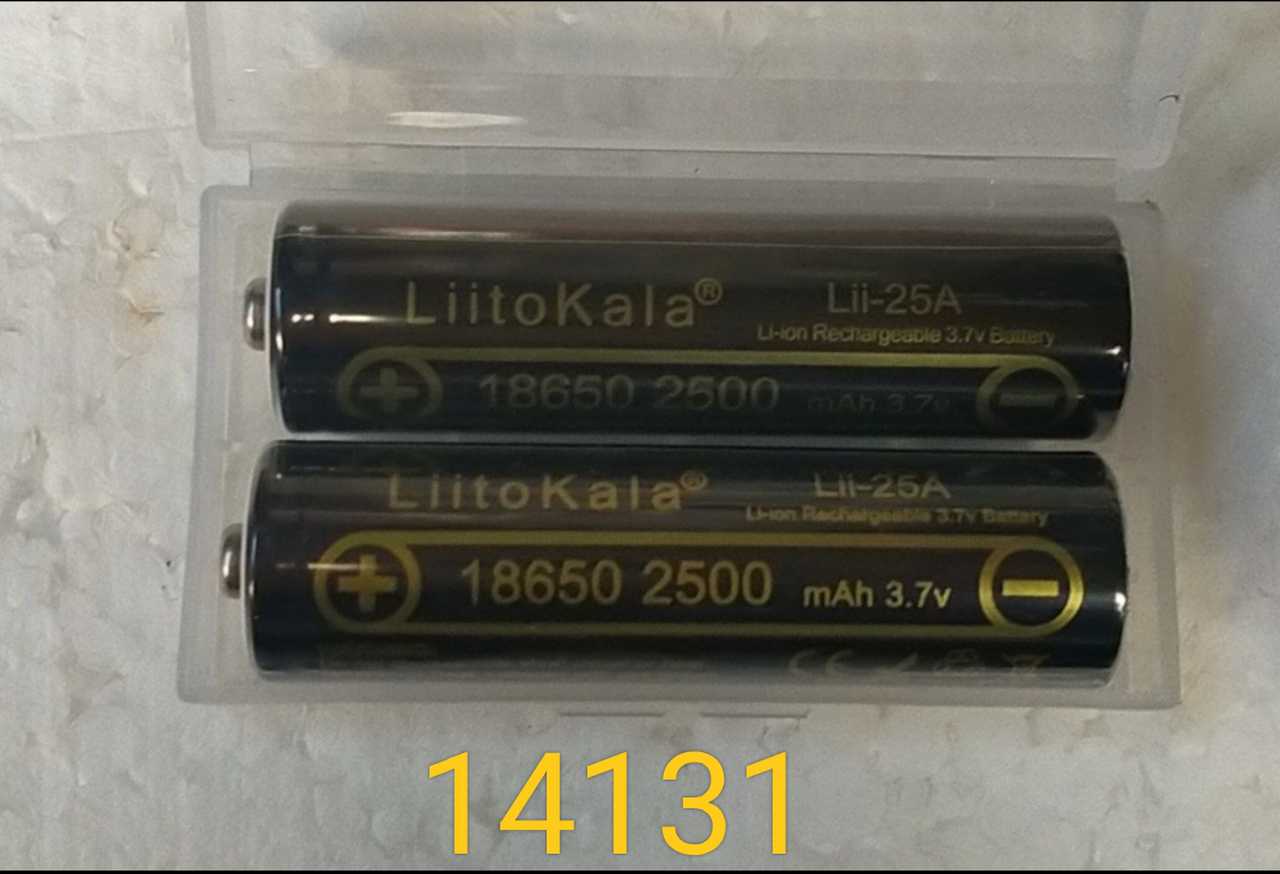 LiitoKala®
Lii-25A
Li-ion Rechargeable 3.7v Battery
18650 2500 mAh 3.7v
LiitoKala®
Lii-25A
Li-ion Rechargeable 3.7v Battery
18650 2500 mAh 3.7v
CE
14131